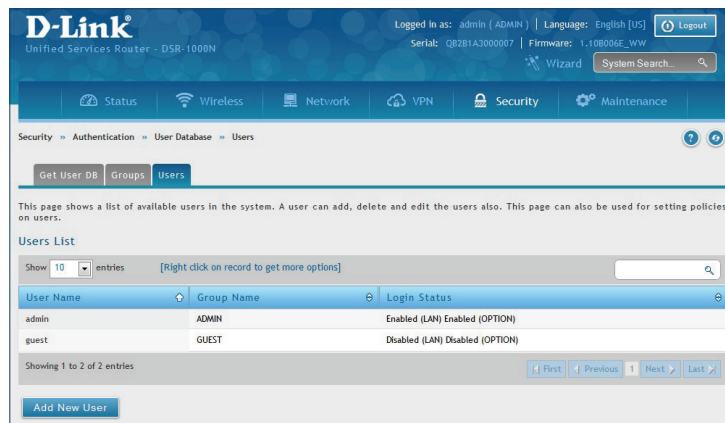 D-Link®
Unified Services Router - DSR-1000N
Logged in as: admin ( ADMIN ) | Language: English [US]
Logout
Serial: QB2B1A3000007 | Firmware: 1.10B006E_WW
Wizard
System Search...
Status
Wireless
Network
VPN
Security
Maintenance
Security » Authentication » User Database » Users
?
Get User DB
Groups
Users
This page shows a list of available users in the system. A user can add, delete and edit the users also. This page can also be used for setting policies
on users.
Users List
Show 10 entries [Right click on record to get more options]
User Name Group Name Login Status
admin ADMIN Enabled (LAN) Enabled (OPTION)
guest GUEST Disabled (LAN) Disabled (OPTION)
Showing 1 to 2 of 2 entries
First Previous 1 Next Last
Add New User